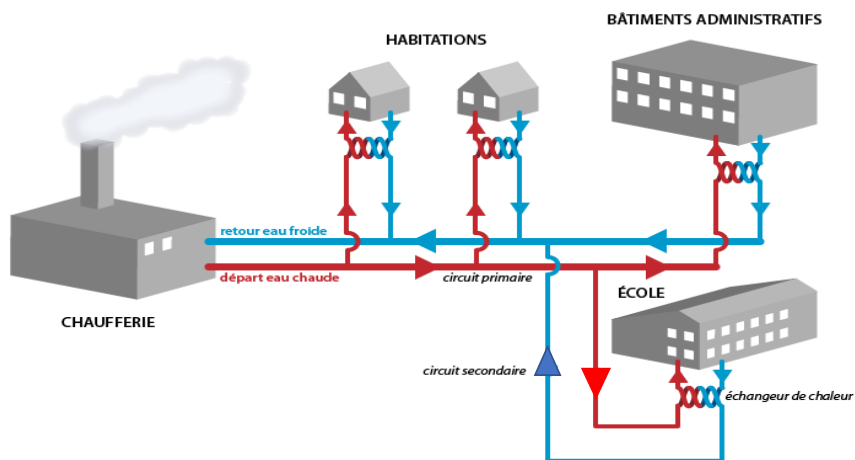 BÂTIMENTS ADMINISTRATIFS
HABITATIONS
retour eau froide
départ eau chaude
circuit primaire
ÉCOLE
CHAUFFERIE
circuit secondaire
échangeur de chaleur